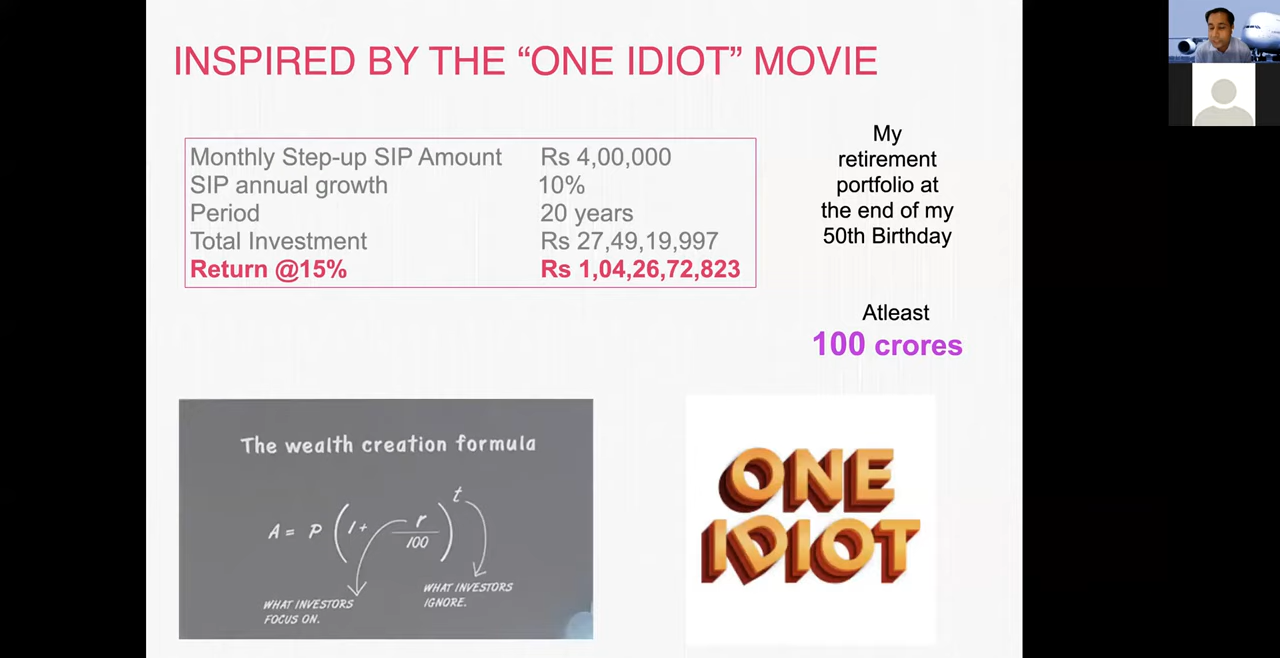 INSPIRED BY THE “ONE IDIOT” MOVIE
Monthly Step-up SIP Amount Rs 4,00,000
SIP annual growth 10%
Period 20 years
Total Investment Rs 27,49,19,997
Return @15% Rs 1,04,26,72,823
My
retirement
portfolio at
the end of my
50th Birthday
Atleast
100 crores
The wealth creation formula
A = P (1 + r/100)^t
WHAT INVESTORS
FOCUS ON.
WHAT INVESTORS
IGNORE.
ONE
IDIOT